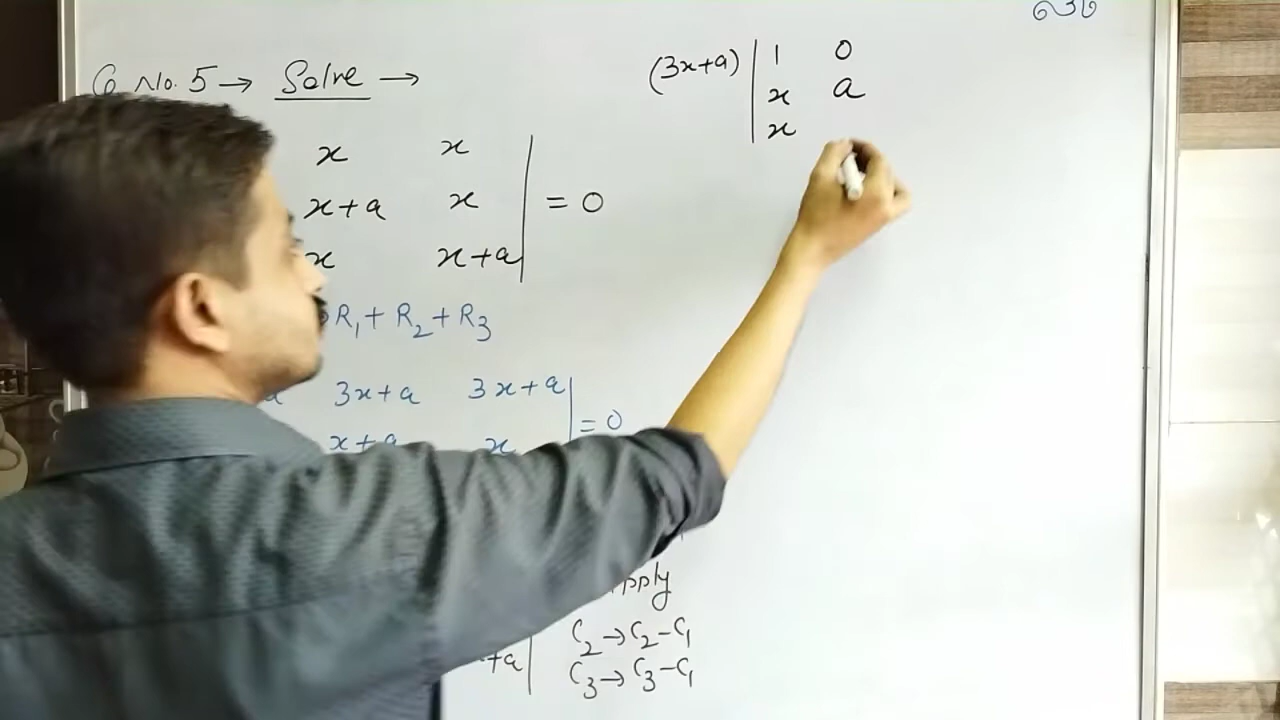 Q No. 5 → Solve →
x x
x+a x = 0
x x+a
R₁ + R₂ + R₃
3x+a 3x+a
= 0
x+a x
pply
C₂ → C₂ - C₁
+a
C₃ → C₃ - C₁
(3x+a) | 1 0
x a
x